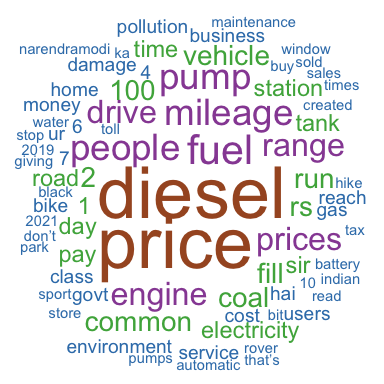 pollution maintenance
business
narendramodi ka time vehicle window
damage 4 pump buy sold
home 100 station sales times
money drive mileage created
water 6 tank
stop ur people fuel range
2019 7
giving road 2 diesel run hike
black 1 rs reach
bike gas
2021 day price prices tax
don't
park pay fill sir battery
class engine coal hai 10 indian
sport govt cost bit users read
store common electricity
environment service rover
pumps automatic that's